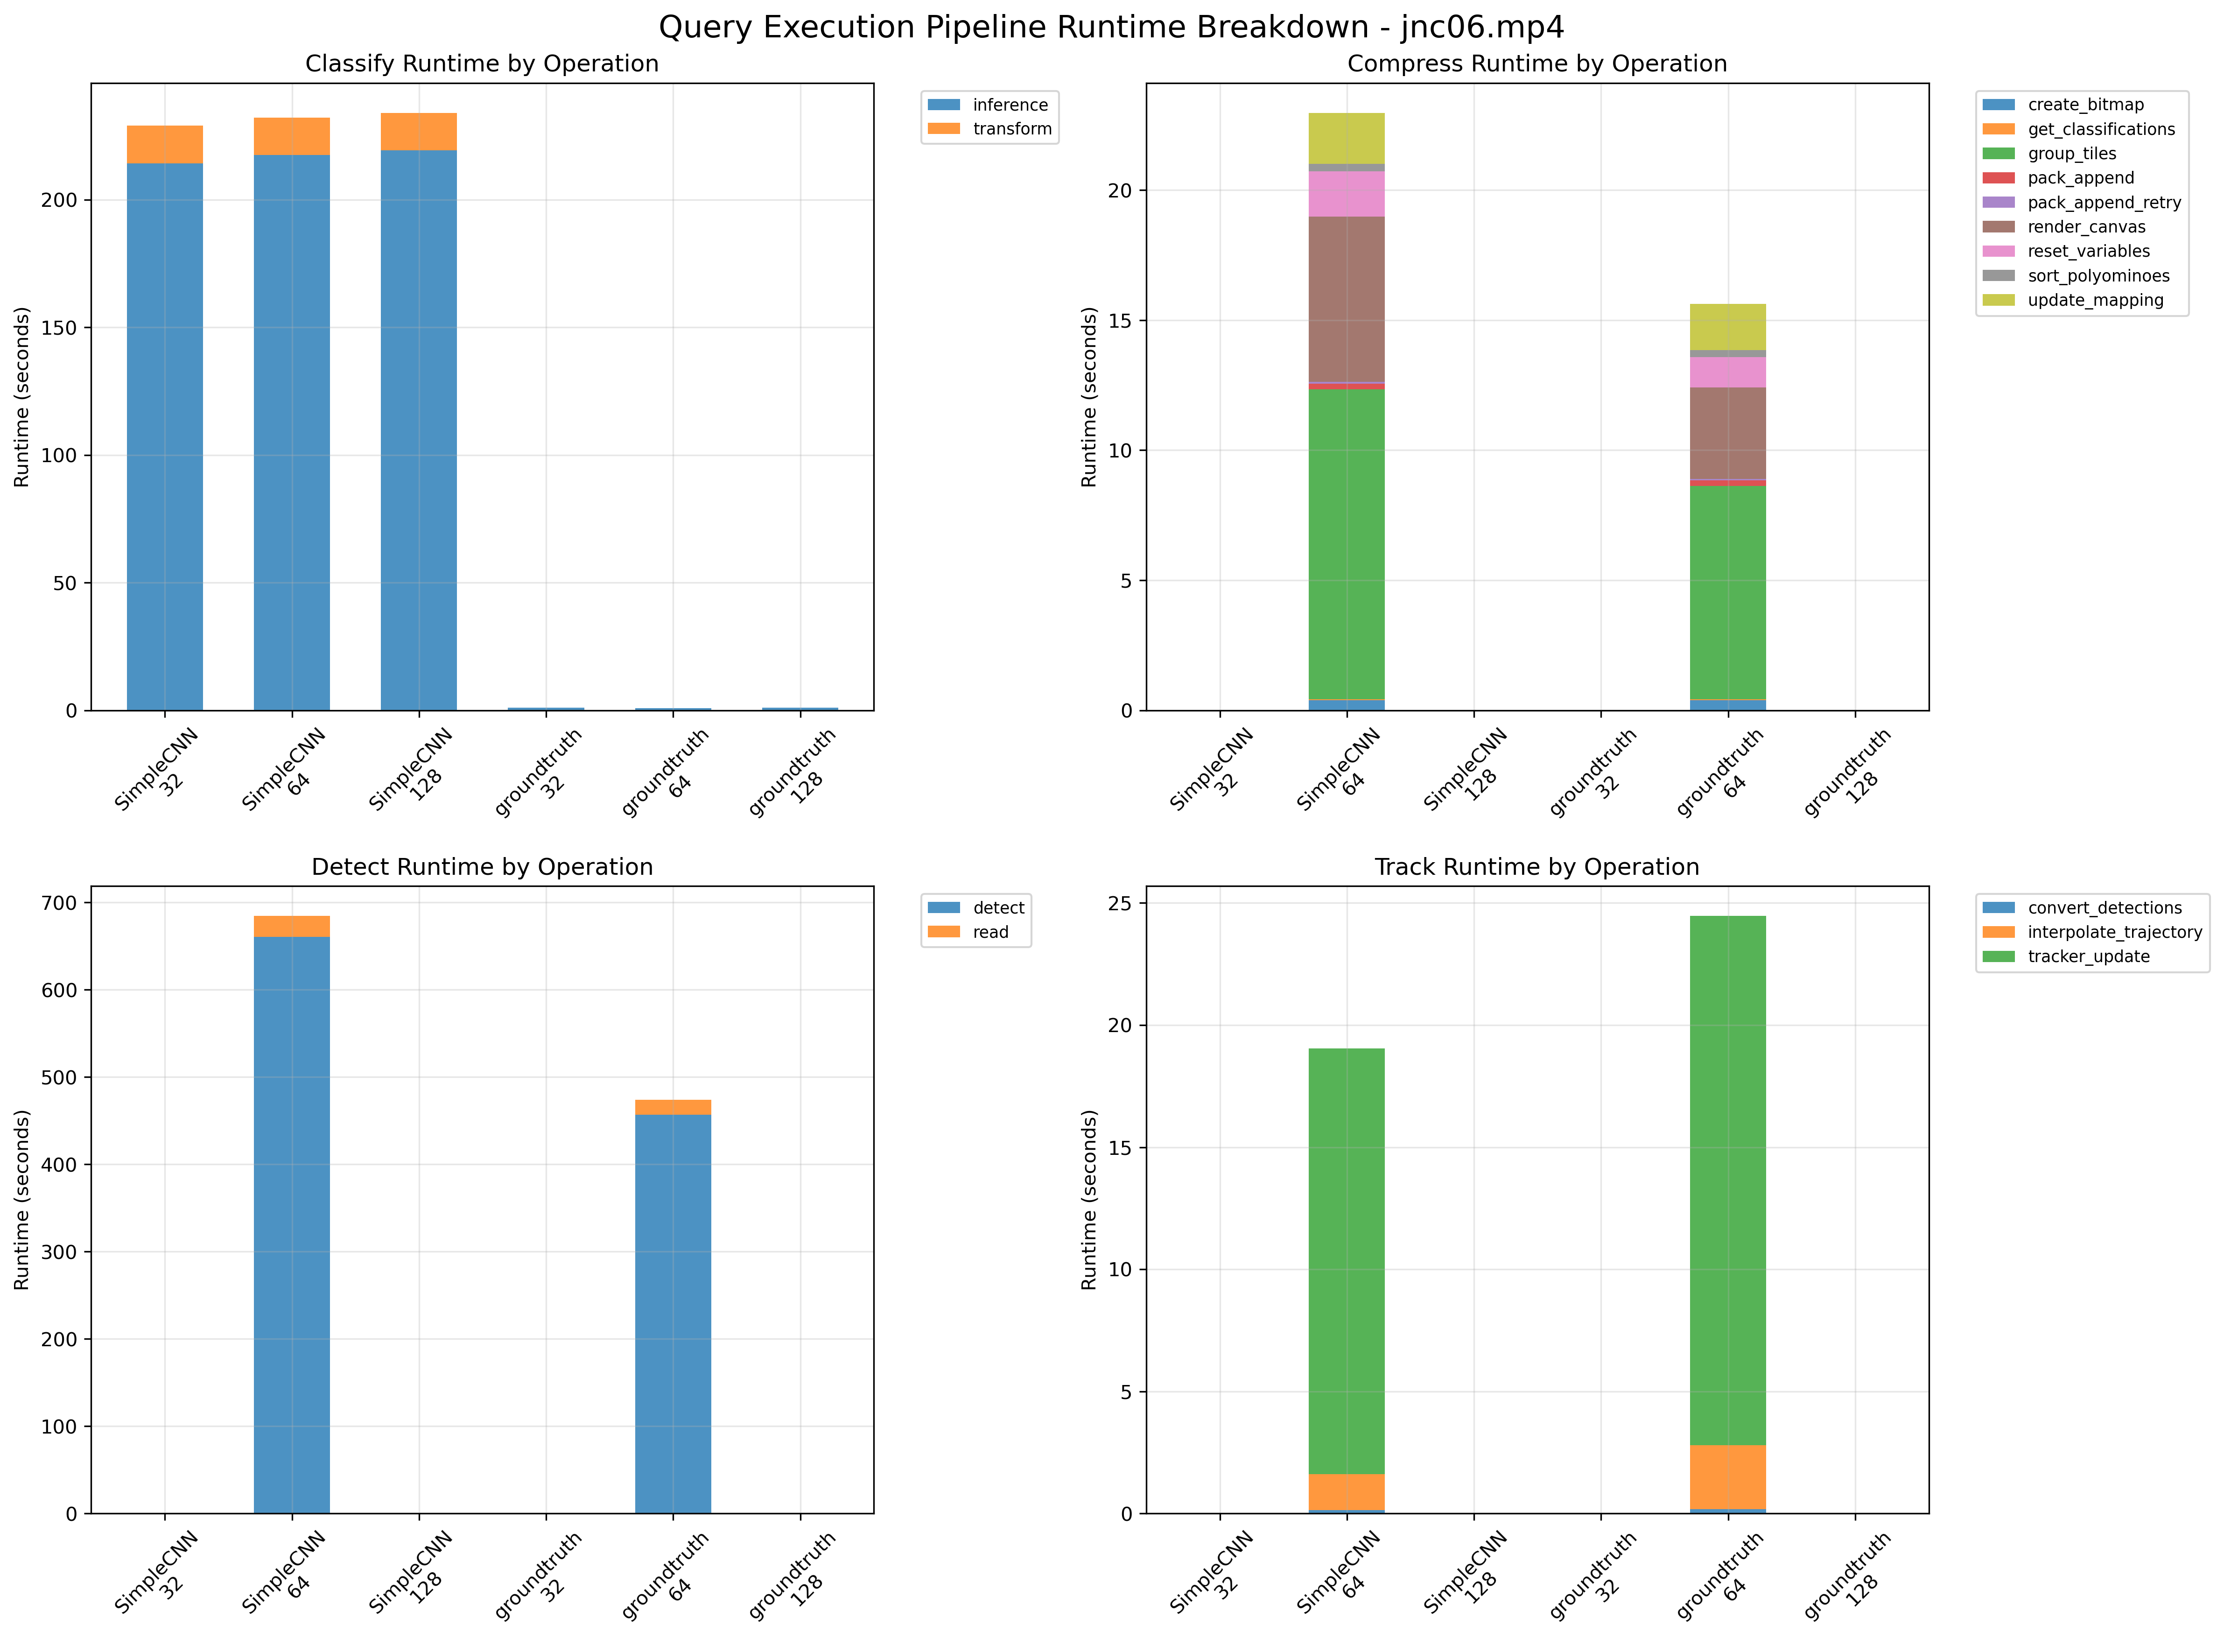 Query Execution Pipeline Runtime Breakdown - jnc06.mp4
Classify Runtime by Operation
Runtime (seconds)
200
150
100
50
0
SimpleCNN
32
SimpleCNN
64
SimpleCNN
128
groundtruth
32
groundtruth
64
groundtruth
128
inference
transform
Compress Runtime by Operation
Runtime (seconds)
20
15
10
5
0
SimpleCNN
32
SimpleCNN
64
SimpleCNN
128
groundtruth
32
groundtruth
64
groundtruth
128
create_bitmap
get_classifications
group_tiles
pack_append
pack_append_retry
render_canvas
reset_variables
sort_polyominoes
update_mapping
Detect Runtime by Operation
Runtime (seconds)
700
600
500
400
300
200
100
0
SimpleCNN
32
SimpleCNN
64
SimpleCNN
128
groundtruth
32
groundtruth
64
groundtruth
128
detect
read
Track Runtime by Operation
Runtime (seconds)
25
20
15
10
5
0
SimpleCNN
32
SimpleCNN
64
SimpleCNN
128
groundtruth
32
groundtruth
64
groundtruth
128
convert_detections
interpolate_trajectory
tracker_update